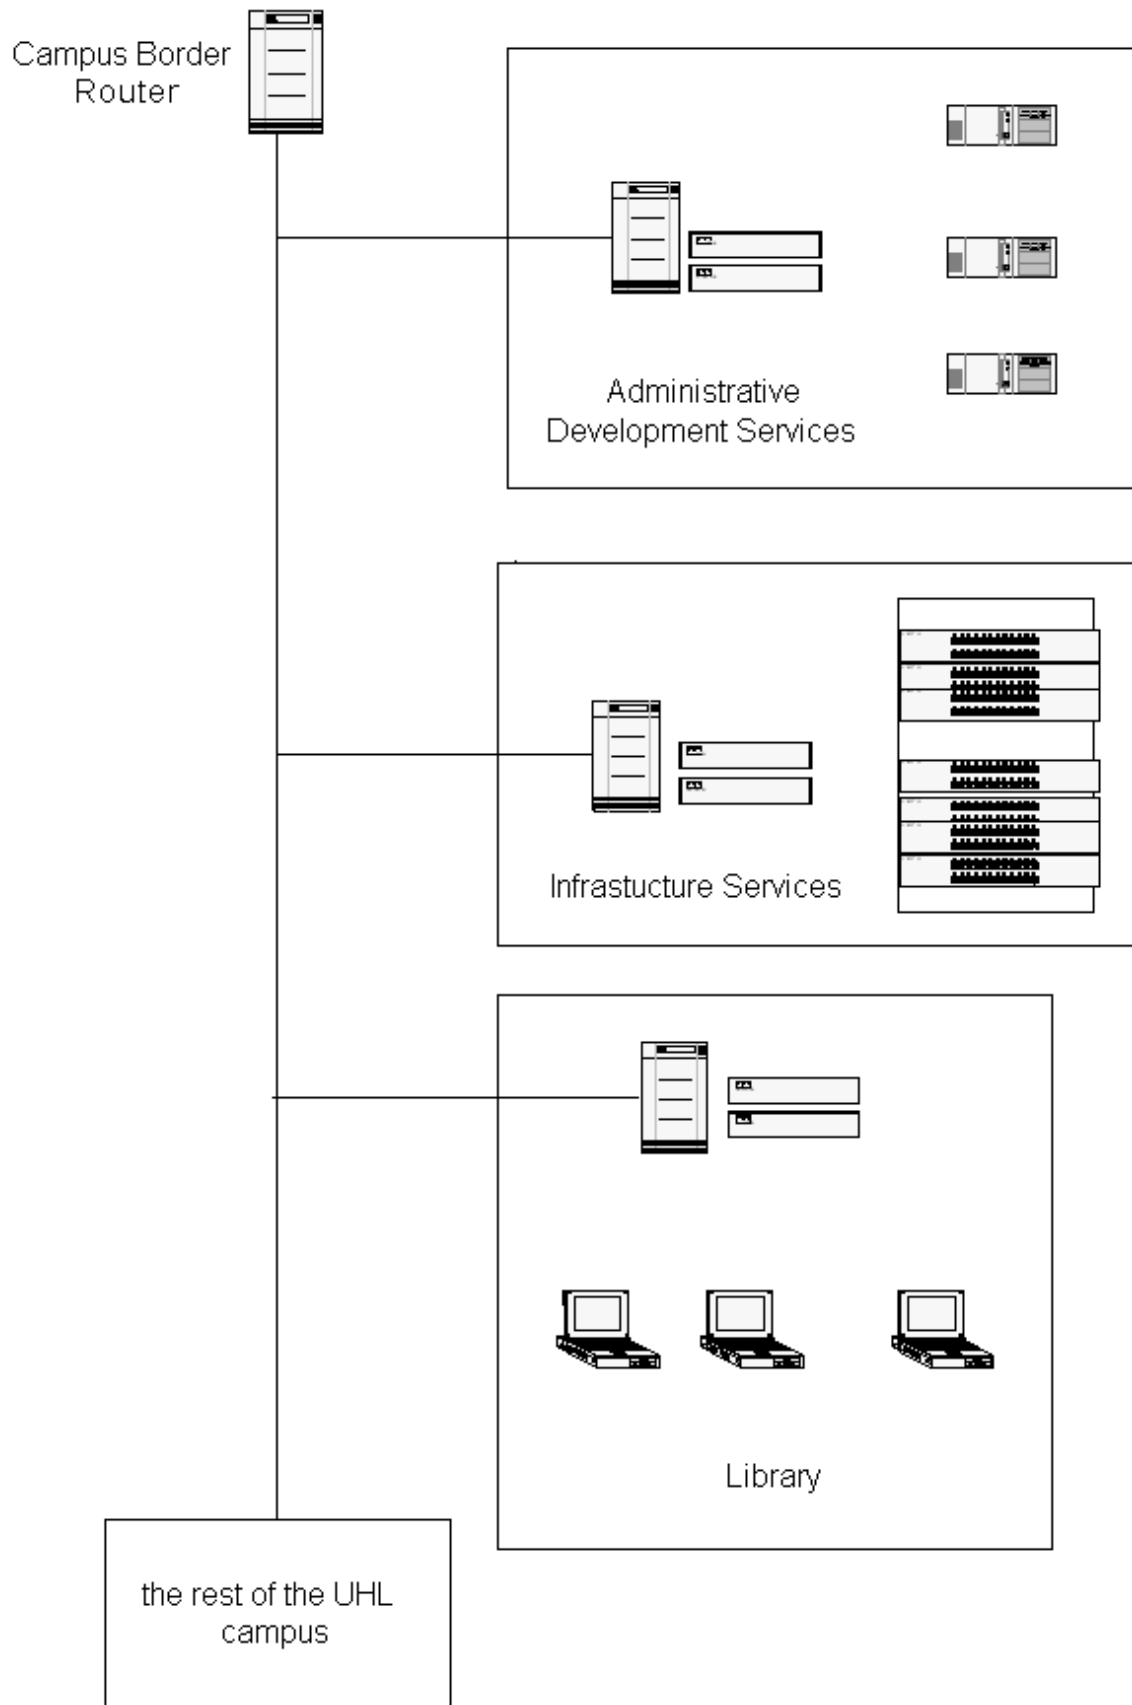 Campus Border
Router
Administrative
Development Services
Infrastucture Services
Library
the rest of the UHL
campus